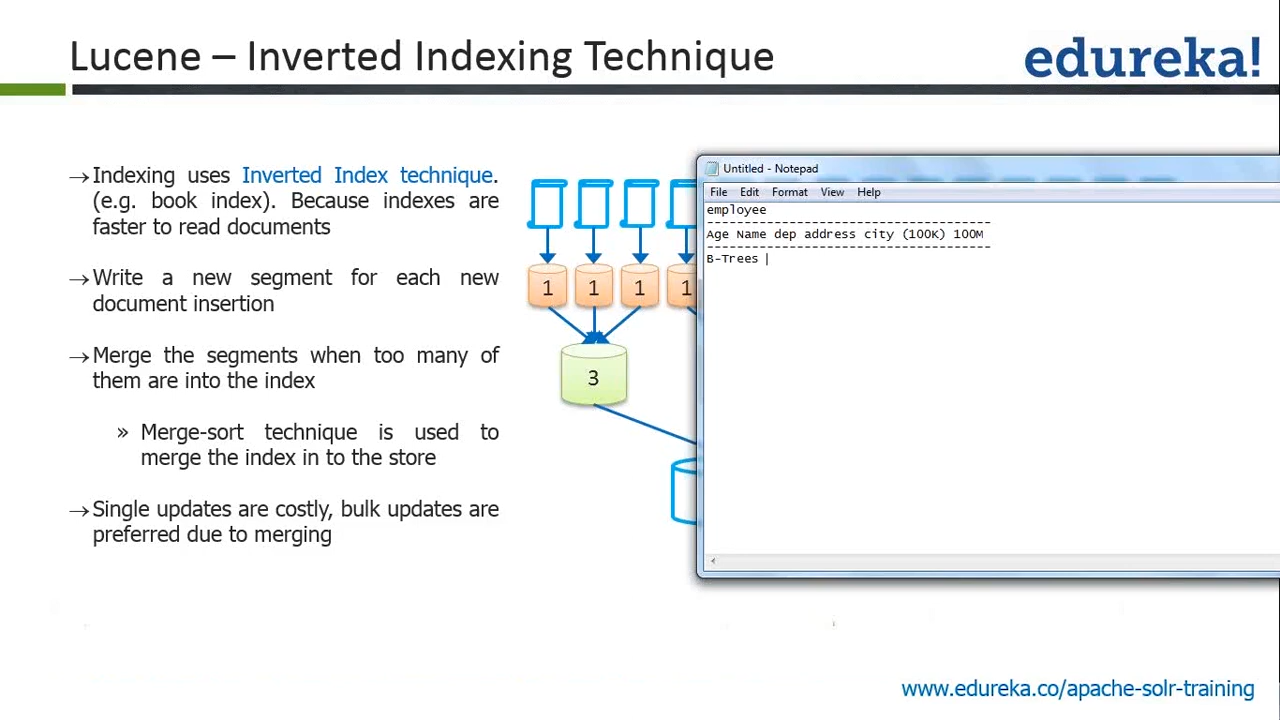 Lucene – Inverted Indexing Technique
edureka!
→Indexing uses Inverted Index technique.
(e.g. book index). Because indexes are
faster to read documents
→Write a new segment for each new
document insertion
→Merge the segments when too many of
them are into the index
» Merge-sort technique is used to
merge the index in to the store
→Single updates are costly, bulk updates are
preferred due to merging
1 1 1 1
3
Untitled - Notepad
File Edit Format View Help
employee
--------------------------------------
Age Name dep address city (100K) 100M
--------------------------------------
B-Trees
www.edureka.co/apache-solr-training